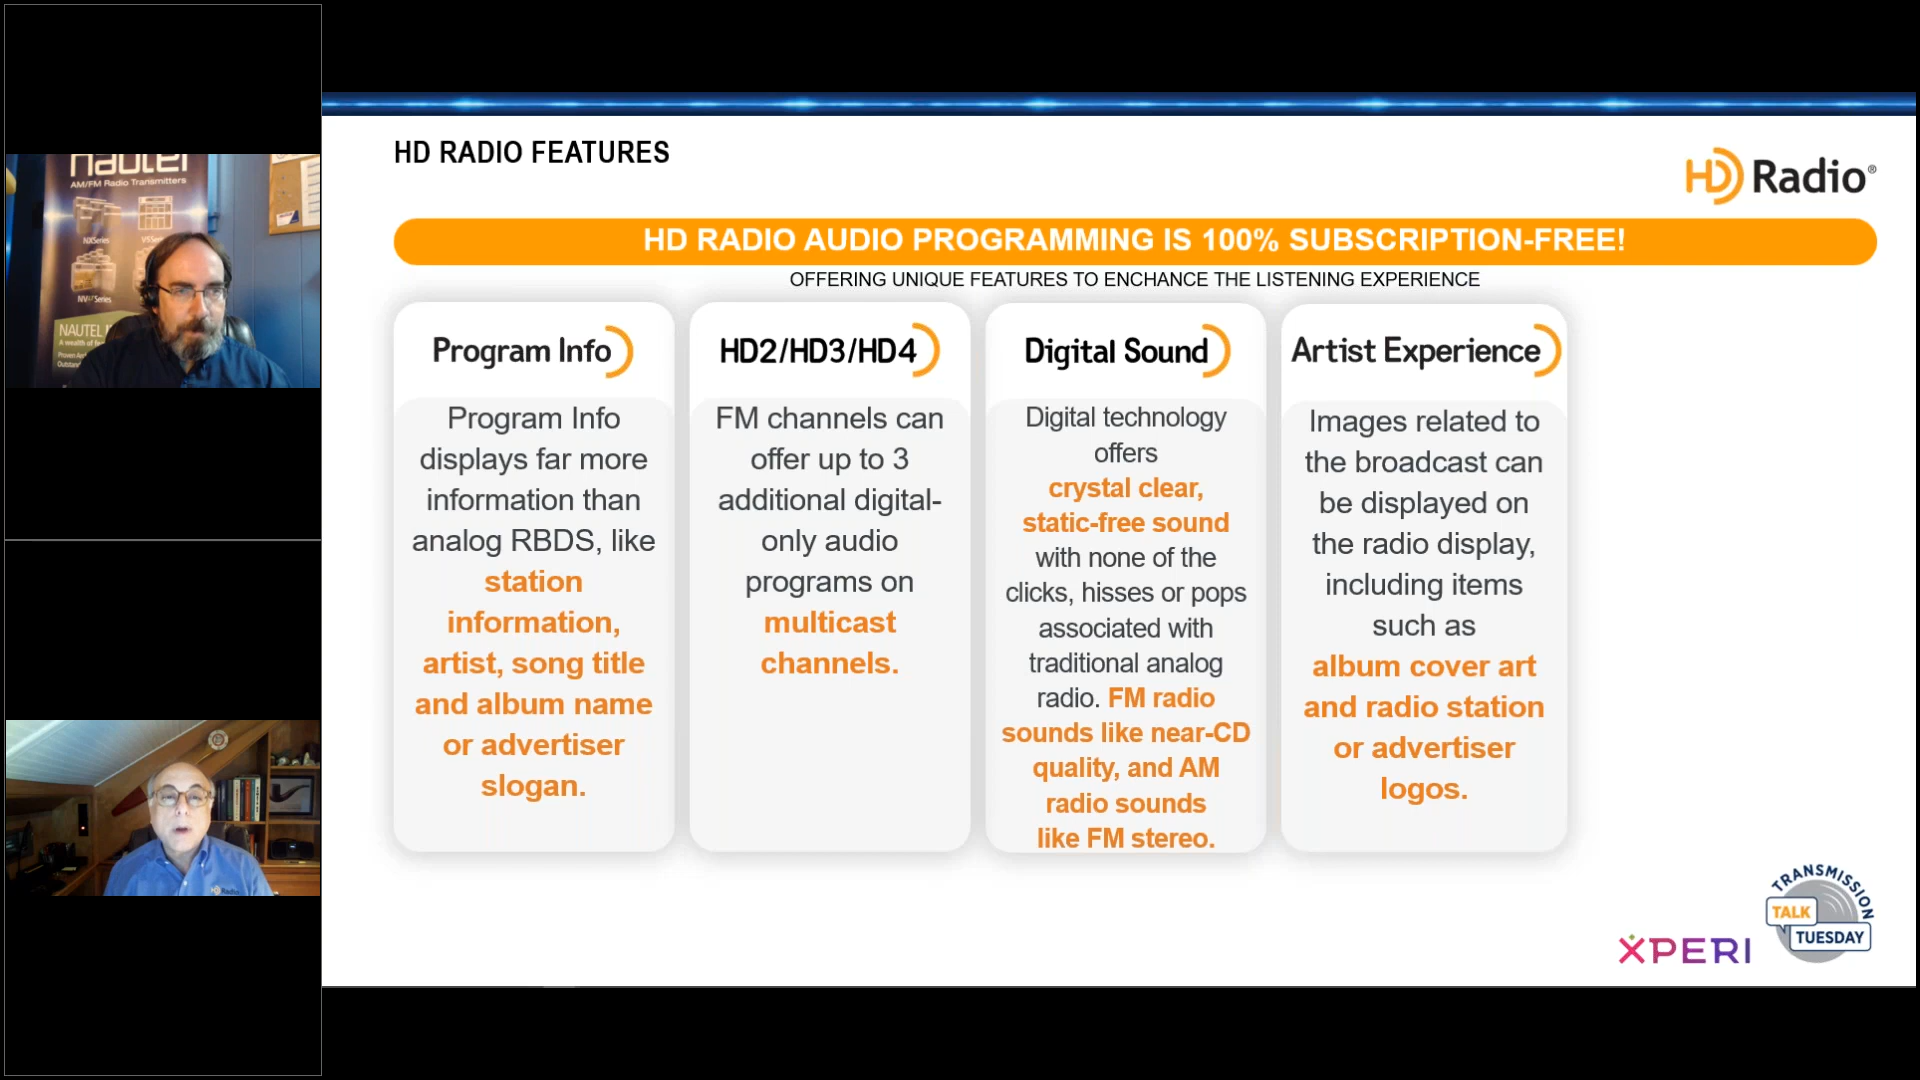 nautel
AM/FM Radio Transmitters
NXSeries
VSSeries
NVLTSeries
NAUTEL
HD Radio
HD RADIO FEATURES
HD Radio®
HD RADIO AUDIO PROGRAMMING IS 100% SUBSCRIPTION-FREE!
OFFERING UNIQUE FEATURES TO ENCHANCE THE LISTENING EXPERIENCE
Program Info
Program Info
displays far more
information than
analog RBDS, like
station
information,
artist, song title
and album name
or advertiser
slogan.
HD2/HD3/HD4
FM channels can
offer up to 3
additional digital-
only audio
programs on
multicast
channels.
Digital Sound
Digital technology
offers
crystal clear,
static-free sound
with none of the
clicks, hisses or pops
associated with
traditional analog
radio. FM radio
sounds like near-CD
quality, and AM
radio sounds
like FM stereo.
Artist Experience
Images related to
the broadcast can
be displayed on
the radio display,
including items
such as
album cover art
and radio station
or advertiser
logos.
XPERI
TRANSMISSION
TALK
TUESDAY